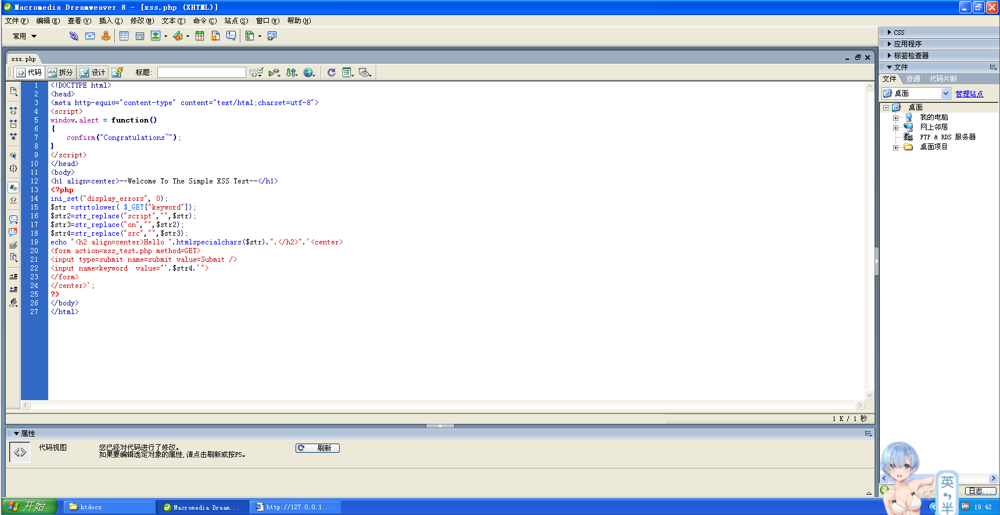 Macromedia Dreamweaver 8 - [xss.php (XHTML)]
文件(F) 编辑(E) 查看(V) 插入(I) 修改(M) 文本(T) 命令(C) 站点(S) 窗口(W) 帮助(H)
常用
xss.php
代码 拆分 设计 标题:
1 <!DOCTYPE html>
2 <head>
3 <meta http-equiv="content-type" content="text/html;charset=utf-8">
4 <script>
5 window.alert = function()
6 {
7     confirm("Congratulations~");
8 }
9 </script>
10 </head>
11 <body>
12 <h1 align=center>--Welcome To The Simple XSS Test--</h1>
13 <?php
14 ini_set("display_errors", 0);
15 $str =strtolower( $_GET["keyword"]);
16 $str2=str_replace("script","",$str);
17 $str3=str_replace("on","",$str2);
18 $str4=str_replace("src","",$str3);
19 echo "<h2 align=center>Hello ".htmlspecialchars($str).".</h2>".'<center>
20 <form action=xss_test.php method=GET>
21 <input type=submit name=submit value=Submit />
22 <input name=keyword  value="'.$str4.'">
23 </form>
24 </center>';
25 ?>
26 </body>
27 </html>
1 K / 1 秒
属性
代码视图
您已经对代码进行了修改。
如果要编辑选定对象的属性,请点击刷新或按F5。
刷新
CSS
应用程序
标签检查器
文件
文件 资源 代码片断
桌面 管理站点
桌面
我的电脑
网上邻居
FTP & RDS 服务器
桌面项目
日志...
英
半
开始 htdocs Macromedia Dream... http://127.0.0.1... 19:42